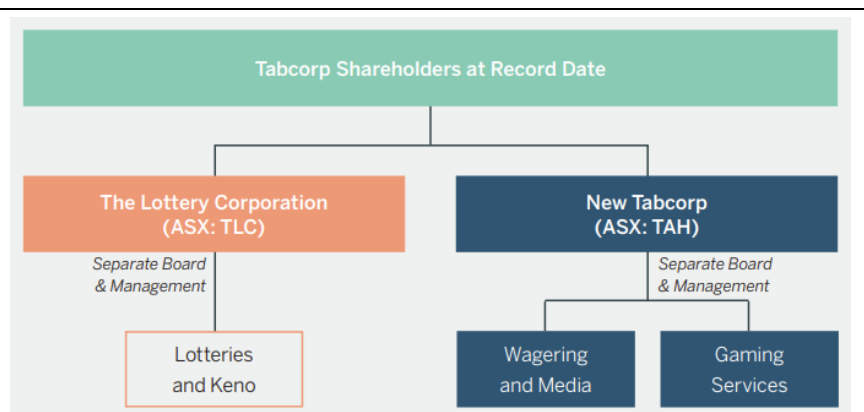 Tabcorp Shareholders at Record Date
The Lottery Corporation
(ASX: TLC)
New Tabcorp
(ASX: TAH)
Separate Board
& Management
Separate Board
& Management
Lotteries
and Keno
Wagering
and Media
Gaming
Services